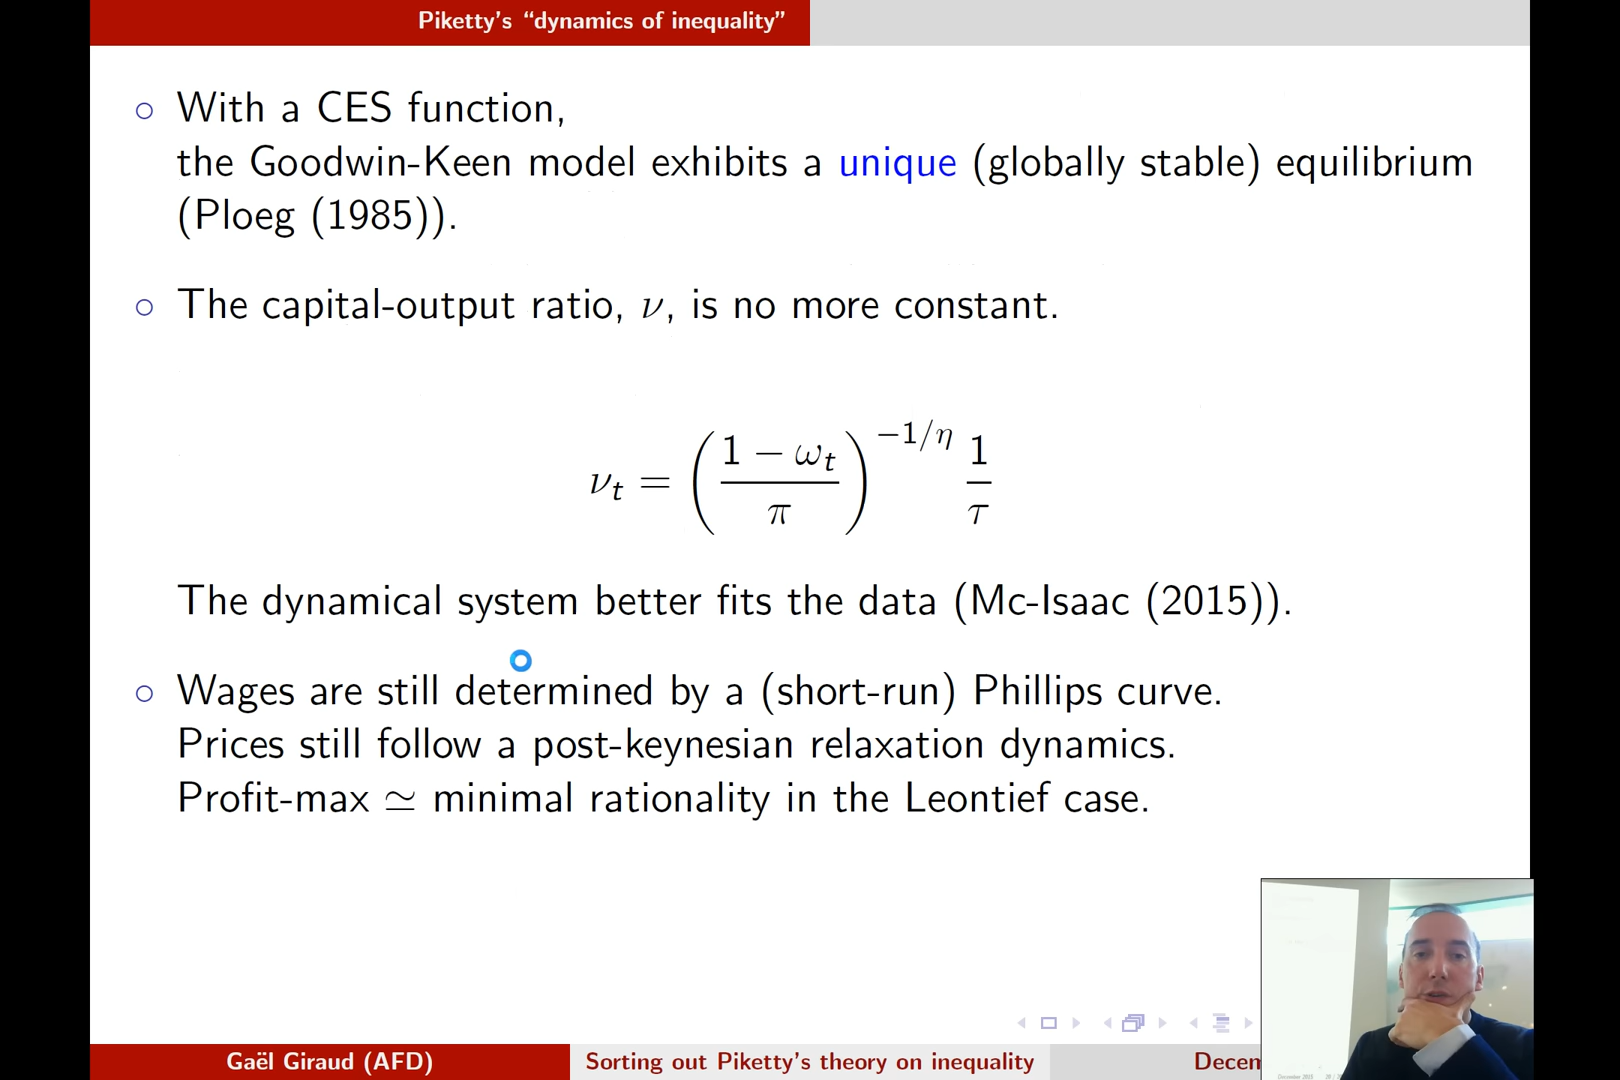 Piketty's “dynamics of inequality”
With a CES function,
the Goodwin-Keen model exhibits a unique (globally stable) equilibrium
(Ploeg (1985)).
The capital-output ratio, ν, is no more constant.
ν_t = ((1 − ω_t)/π)^{−1/η} 1/τ
The dynamical system better fits the data (Mc-Isaac (2015)).
Wages are still determined by a (short-run) Phillips curve.
Prices still follow a post-keynesian relaxation dynamics.
Profit-max ≃ minimal rationality in the Leontief case.
Gaël Giraud (AFD) Sorting out Piketty's theory on inequality Decem
December 2015